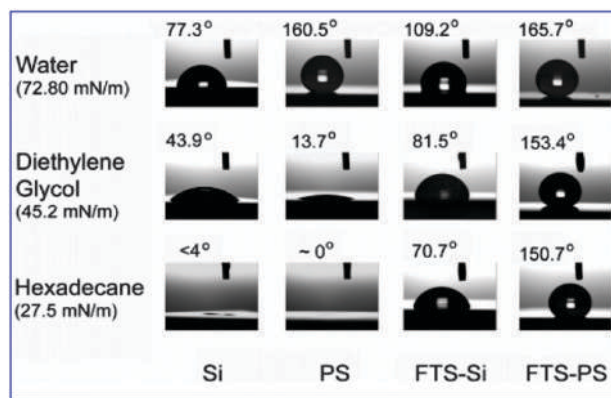 77.3° 160.5° 109.2° 165.7°
Water
(72.80 mN/m)
43.9° 13.7° 81.5° 153.4°
Diethylene
Glycol
(45.2 mN/m)
<4° ~ 0° 70.7° 150.7°
Hexadecane
(27.5 mN/m)
Si PS FTS-Si FTS-PS